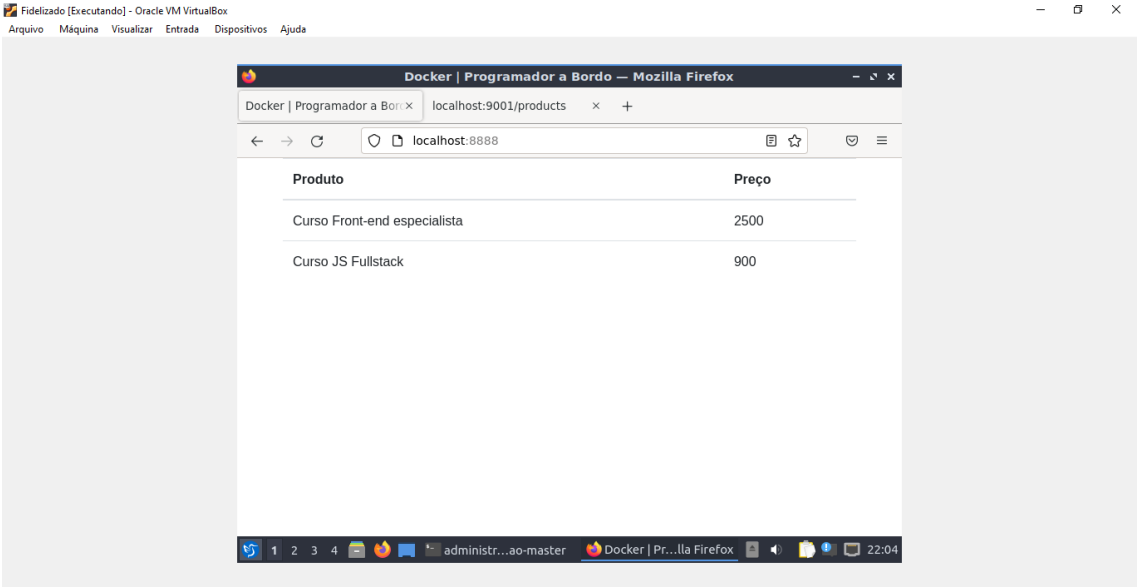 Fidelizado [Executando] - Oracle VM VirtualBox
Arquivo Máquina Visualizar Entrada Dispositivos Ajuda
Docker | Programador a Bordo — Mozilla Firefox
Docker | Programador a Bord localhost:9001/products
localhost:8888
Produto Preço
Curso Front-end especialista 2500
Curso JS Fullstack 900
1 2 3 4 administr...ao-master Docker | Pr...lla Firefox 22:04